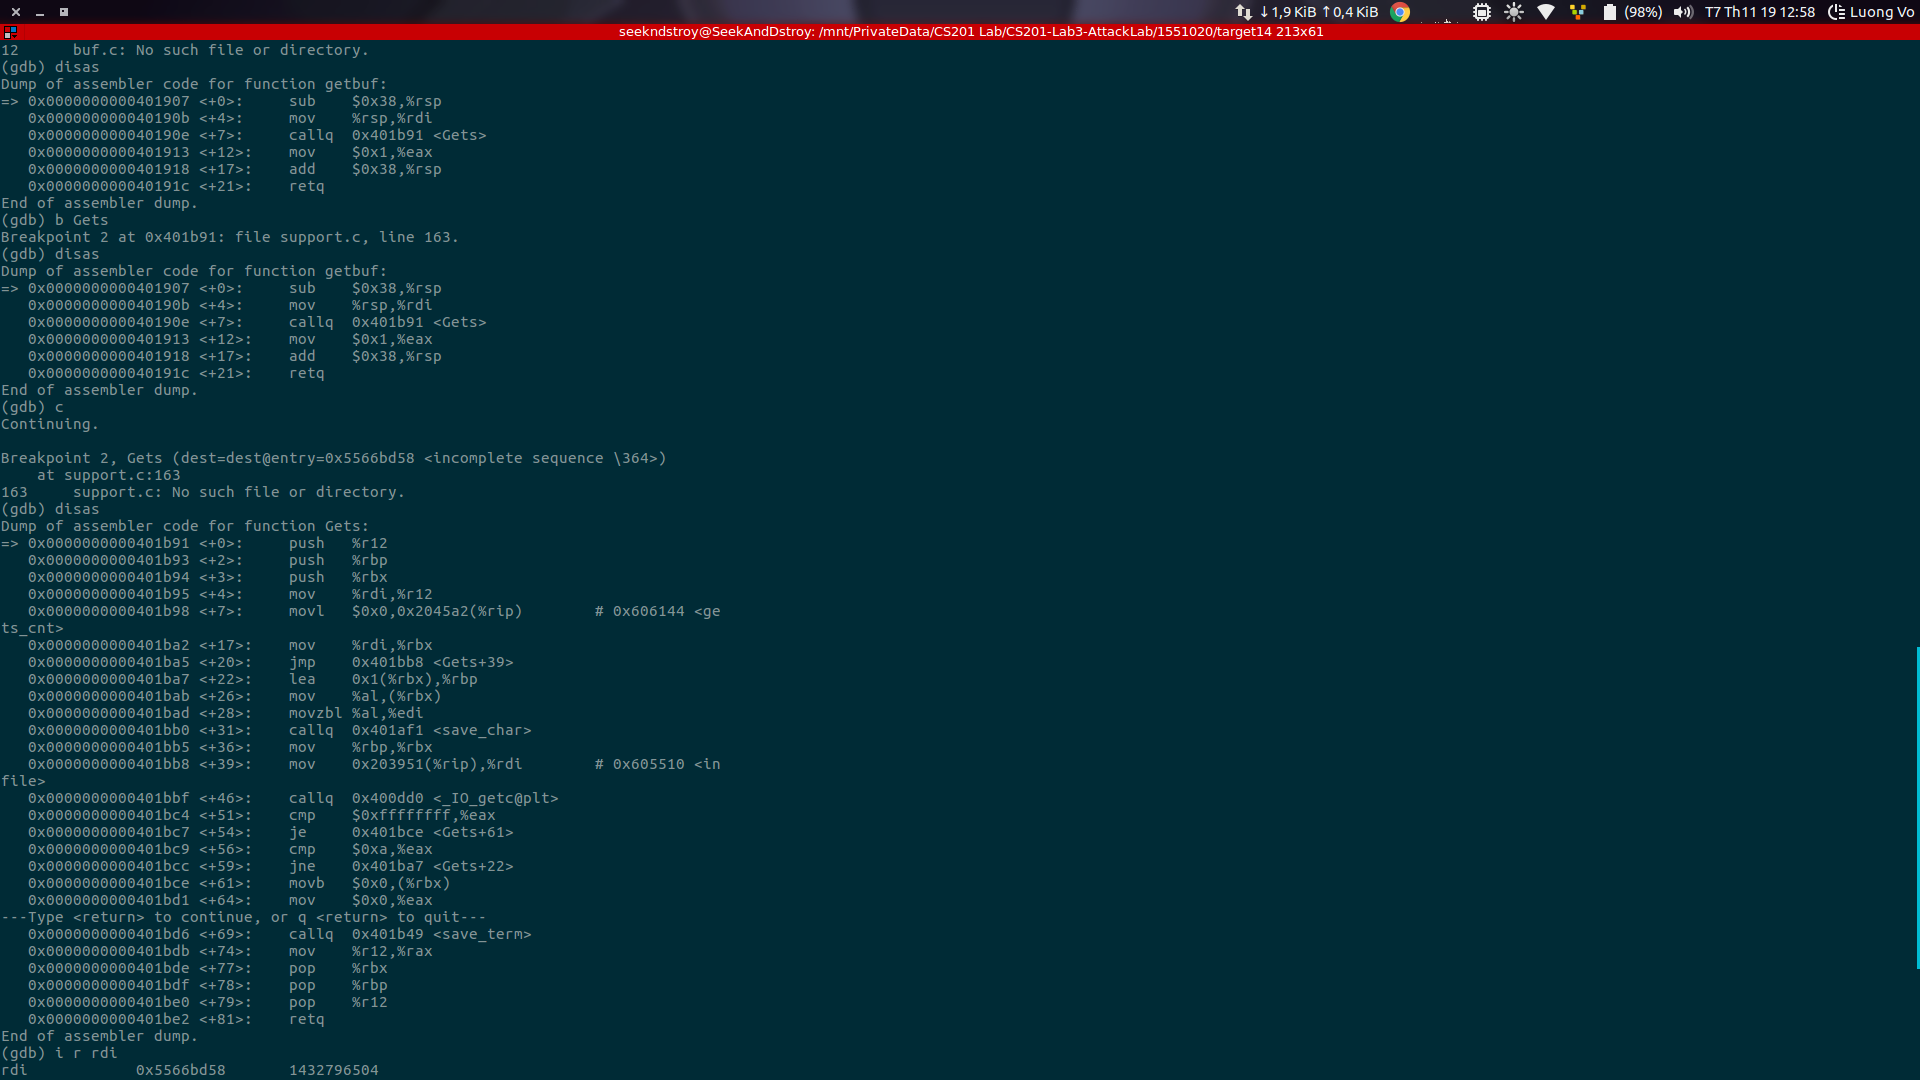 ↓1,9 KiB ↑0,4 KiB (98%) T7 Th11 19 12:58 Luong Vo
seekndstroy@SeekAndDstroy: /mnt/PrivateData/CS201 Lab/CS201-Lab3-AttackLab/1551020/target14 213x61
12      buf.c: No such file or directory.
(gdb) disas
Dump of assembler code for function getbuf:
=> 0x0000000000401907 <+0>:     sub    $0x38,%rsp
   0x000000000040190b <+4>:     mov    %rsp,%rdi
   0x000000000040190e <+7>:     callq  0x401b91 <Gets>
   0x0000000000401913 <+12>:    mov    $0x1,%eax
   0x0000000000401918 <+17>:    add    $0x38,%rsp
   0x000000000040191c <+21>:    retq
End of assembler dump.
(gdb) b Gets
Breakpoint 2 at 0x401b91: file support.c, line 163.
(gdb) disas
Dump of assembler code for function getbuf:
=> 0x0000000000401907 <+0>:     sub    $0x38,%rsp
   0x000000000040190b <+4>:     mov    %rsp,%rdi
   0x000000000040190e <+7>:     callq  0x401b91 <Gets>
   0x0000000000401913 <+12>:    mov    $0x1,%eax
   0x0000000000401918 <+17>:    add    $0x38,%rsp
   0x000000000040191c <+21>:    retq
End of assembler dump.
(gdb) c
Continuing.
Breakpoint 2, Gets (dest=dest@entry=0x5566bd58 <incomplete sequence \364>)
    at support.c:163
163     support.c: No such file or directory.
(gdb) disas
Dump of assembler code for function Gets:
=> 0x0000000000401b91 <+0>:     push   %r12
   0x0000000000401b93 <+2>:     push   %rbp
   0x0000000000401b94 <+3>:     push   %rbx
   0x0000000000401b95 <+4>:     mov    %rdi,%r12
   0x0000000000401b98 <+7>:     movl   $0x0,0x2045a2(%rip)        # 0x606144 <ge
ts_cnt>
   0x0000000000401ba2 <+17>:    mov    %rdi,%rbx
   0x0000000000401ba5 <+20>:    jmp    0x401bb8 <Gets+39>
   0x0000000000401ba7 <+22>:    lea    0x1(%rbx),%rbp
   0x0000000000401bab <+26>:    mov    %al,(%rbx)
   0x0000000000401bad <+28>:    movzbl %al,%edi
   0x0000000000401bb0 <+31>:    callq  0x401af1 <save_char>
   0x0000000000401bb5 <+36>:    mov    %rbp,%rbx
   0x0000000000401bb8 <+39>:    mov    0x203951(%rip),%rdi        # 0x605510 <in
file>
   0x0000000000401bbf <+46>:    callq  0x400dd0 <_IO_getc@plt>
   0x0000000000401bc4 <+51>:    cmp    $0xffffffff,%eax
   0x0000000000401bc7 <+54>:    je     0x401bce <Gets+61>
   0x0000000000401bc9 <+56>:    cmp    $0xa,%eax
   0x0000000000401bcc <+59>:    jne    0x401ba7 <Gets+22>
   0x0000000000401bce <+61>:    movb   $0x0,(%rbx)
   0x0000000000401bd1 <+64>:    mov    $0x0,%eax
---Type <return> to continue, or q <return> to quit---
   0x0000000000401bd6 <+69>:    callq  0x401b49 <save_term>
   0x0000000000401bdb <+74>:    mov    %r12,%rax
   0x0000000000401bde <+77>:    pop    %rbx
   0x0000000000401bdf <+78>:    pop    %rbp
   0x0000000000401be0 <+79>:    pop    %r12
   0x0000000000401be2 <+81>:    retq
End of assembler dump.
(gdb) i r rdi
rdi            0x5566bd58       1432796504